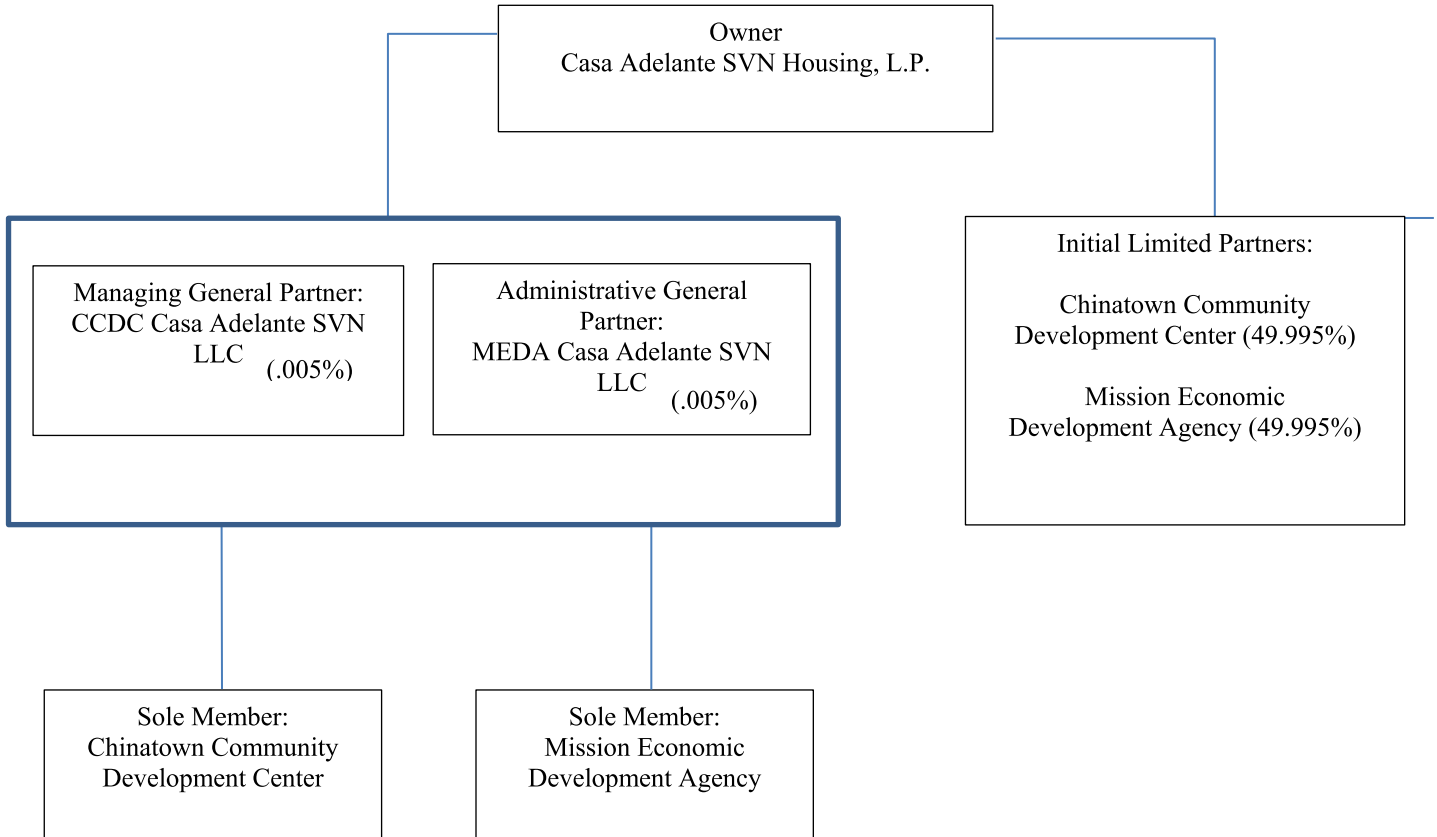 Owner
Casa Adelante SVN Housing, L.P.
Managing General Partner:
CCDC Casa Adelante SVN
LLC (.005%)
Administrative General
Partner:
MEDA Casa Adelante SVN
LLC
(.005%)
Initial Limited Partners:
Chinatown Community
Development Center (49.995%)
Mission Economic
Development Agency (49.995%)
Sole Member:
Chinatown Community
Development Center
Sole Member:
Mission Economic
Development Agency